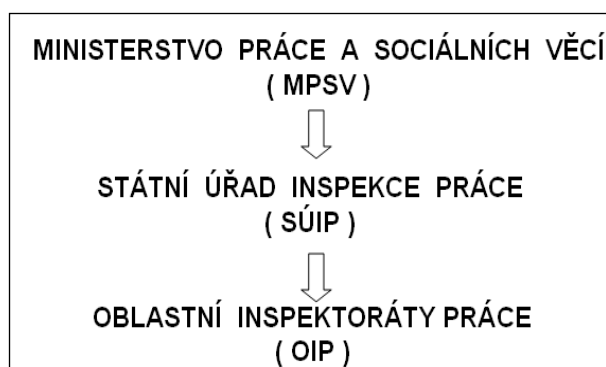 MINISTERSTVO PRÁCE A SOCIÁLNÍCH VĚCÍ
( MPSV )
STÁTNÍ ÚŘAD INSPEKCE PRÁCE
( SÚIP )
OBLASTNÍ INSPEKTORÁTY PRÁCE
( OIP )